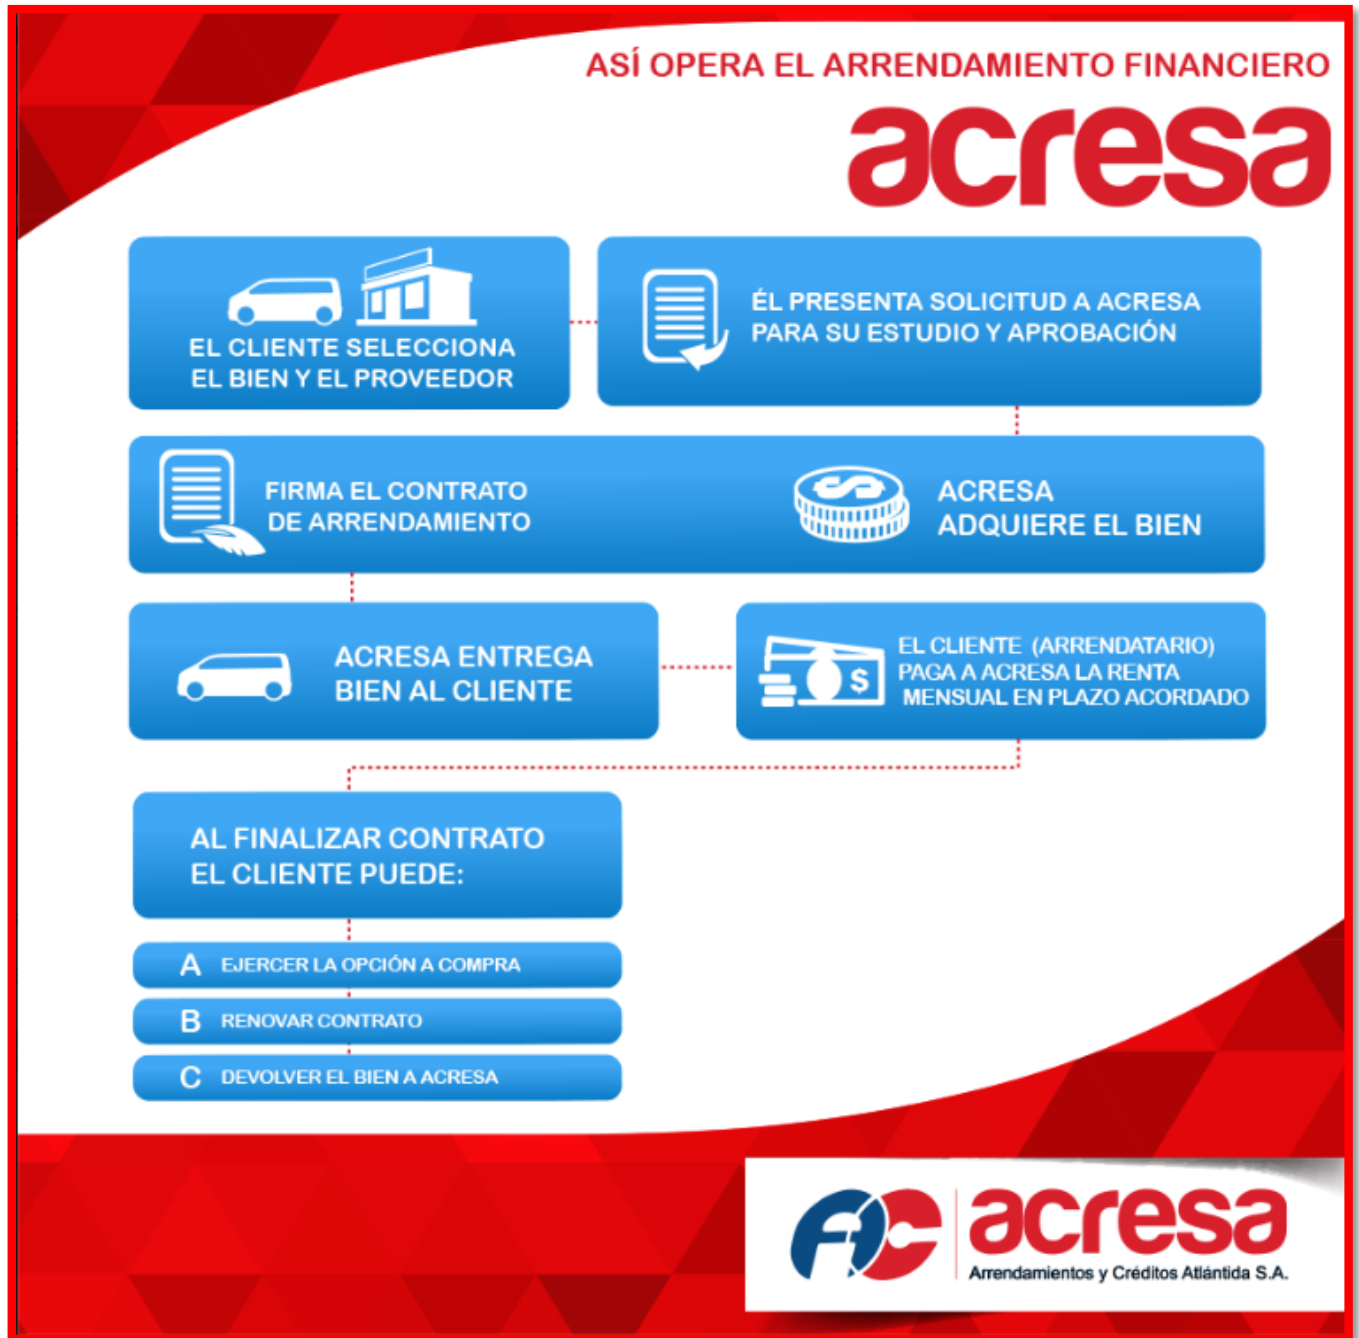 ASÍ OPERA EL ARRENDAMIENTO FINANCIERO
acresa
EL CLIENTE SELECCIONA
EL BIEN Y EL PROVEEDOR
ÉL PRESENTA SOLICITUD A ACRESA
PARA SU ESTUDIO Y APROBACIÓN
FIRMA EL CONTRATO
DE ARRENDAMIENTO
ACRESA
ADQUIERE EL BIEN
ACRESA ENTREGA
BIEN AL CLIENTE
$
EL CLIENTE (ARRENDATARIO)
PAGA A ACRESA LA RENTA
MENSUAL EN PLAZO ACORDADO
AL FINALIZAR CONTRATO
EL CLIENTE PUEDE:
A EJERCER LA OPCIÓN A COMPRA
B RENOVAR CONTRATO
C DEVOLVER EL BIEN A ACRESA
AC acresa
Arrendamientos y Créditos Atlántida S.A.